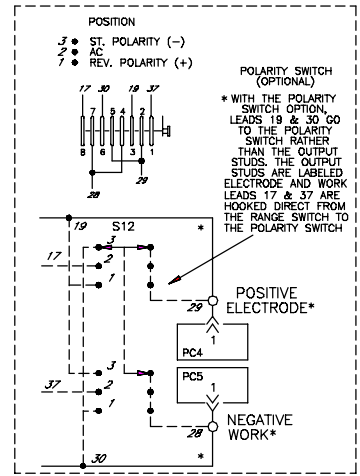 POSITION
3 ST. POLARITY (-)
2 AC
1 REV. POLARITY (+)
17 30 19 37
7 5 4 2
8 6 3 1
28 29
POLARITY SWITCH
(OPTIONAL)
* WITH THE POLARITY
SWITCH OPTION,
LEADS 19 & 30 GO
TO THE POLARITY
SWITCH RATHER
THAN THE OUTPUT
STUDS. THE OUTPUT
STUDS ARE LABELED
ELECTRODE AND WORK
LEADS 17 & 37 ARE
HOOKED DIRECT FROM
THE RANGE SWITCH TO
THE POLARITY SWITCH
19 S12 *
3
17 2
1
29
POSITIVE
ELECTRODE*
1
PC4
PC5
1
3
37 2
1
28
NEGATIVE
WORK*
30 *